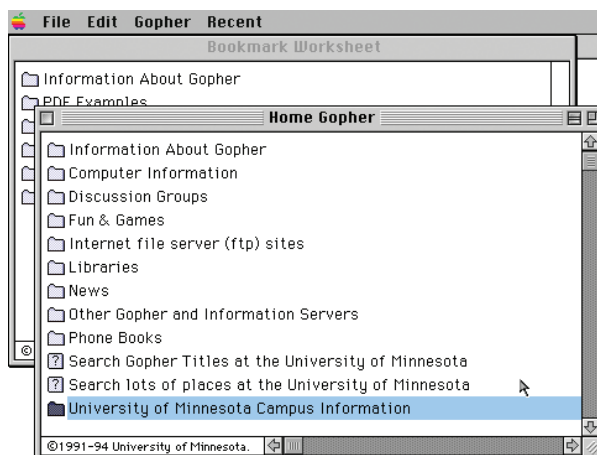 File Edit Gopher Recent
Bookmark Worksheet
Information About Gopher
PDF Examples
Home Gopher
Information About Gopher
Computer Information
Discussion Groups
Fun & Games
Internet file server (ftp) sites
Libraries
News
Other Gopher and Information Servers
Phone Books
? Search Gopher Titles at the University of Minnesota
? Search lots of places at the University of Minnesota
University of Minnesota Campus Information
©
©1991-94 University of Minnesota.